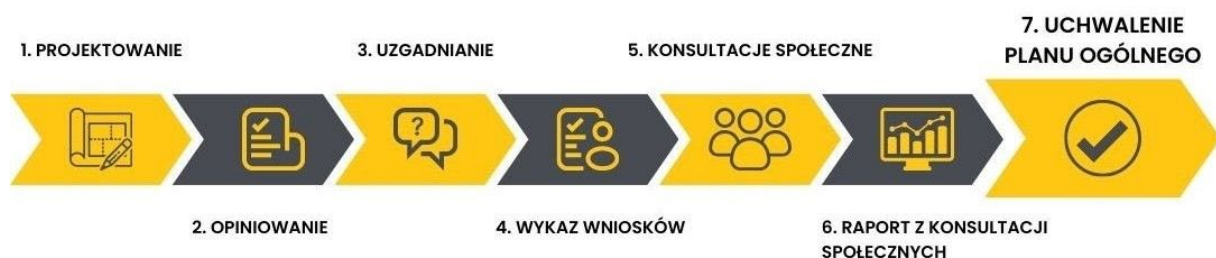 1. PROJEKTOWANIE
2. OPINIOWANIE
3. UZGADNIANIE
4. WYKAZ WNIOSKÓW
5. KONSULTACJE SPOŁECZNE
6. RAPORT Z KONSULTACJI
SPOŁECZNYCH
7. UCHWALENIE
PLANU OGÓLNEGO
?